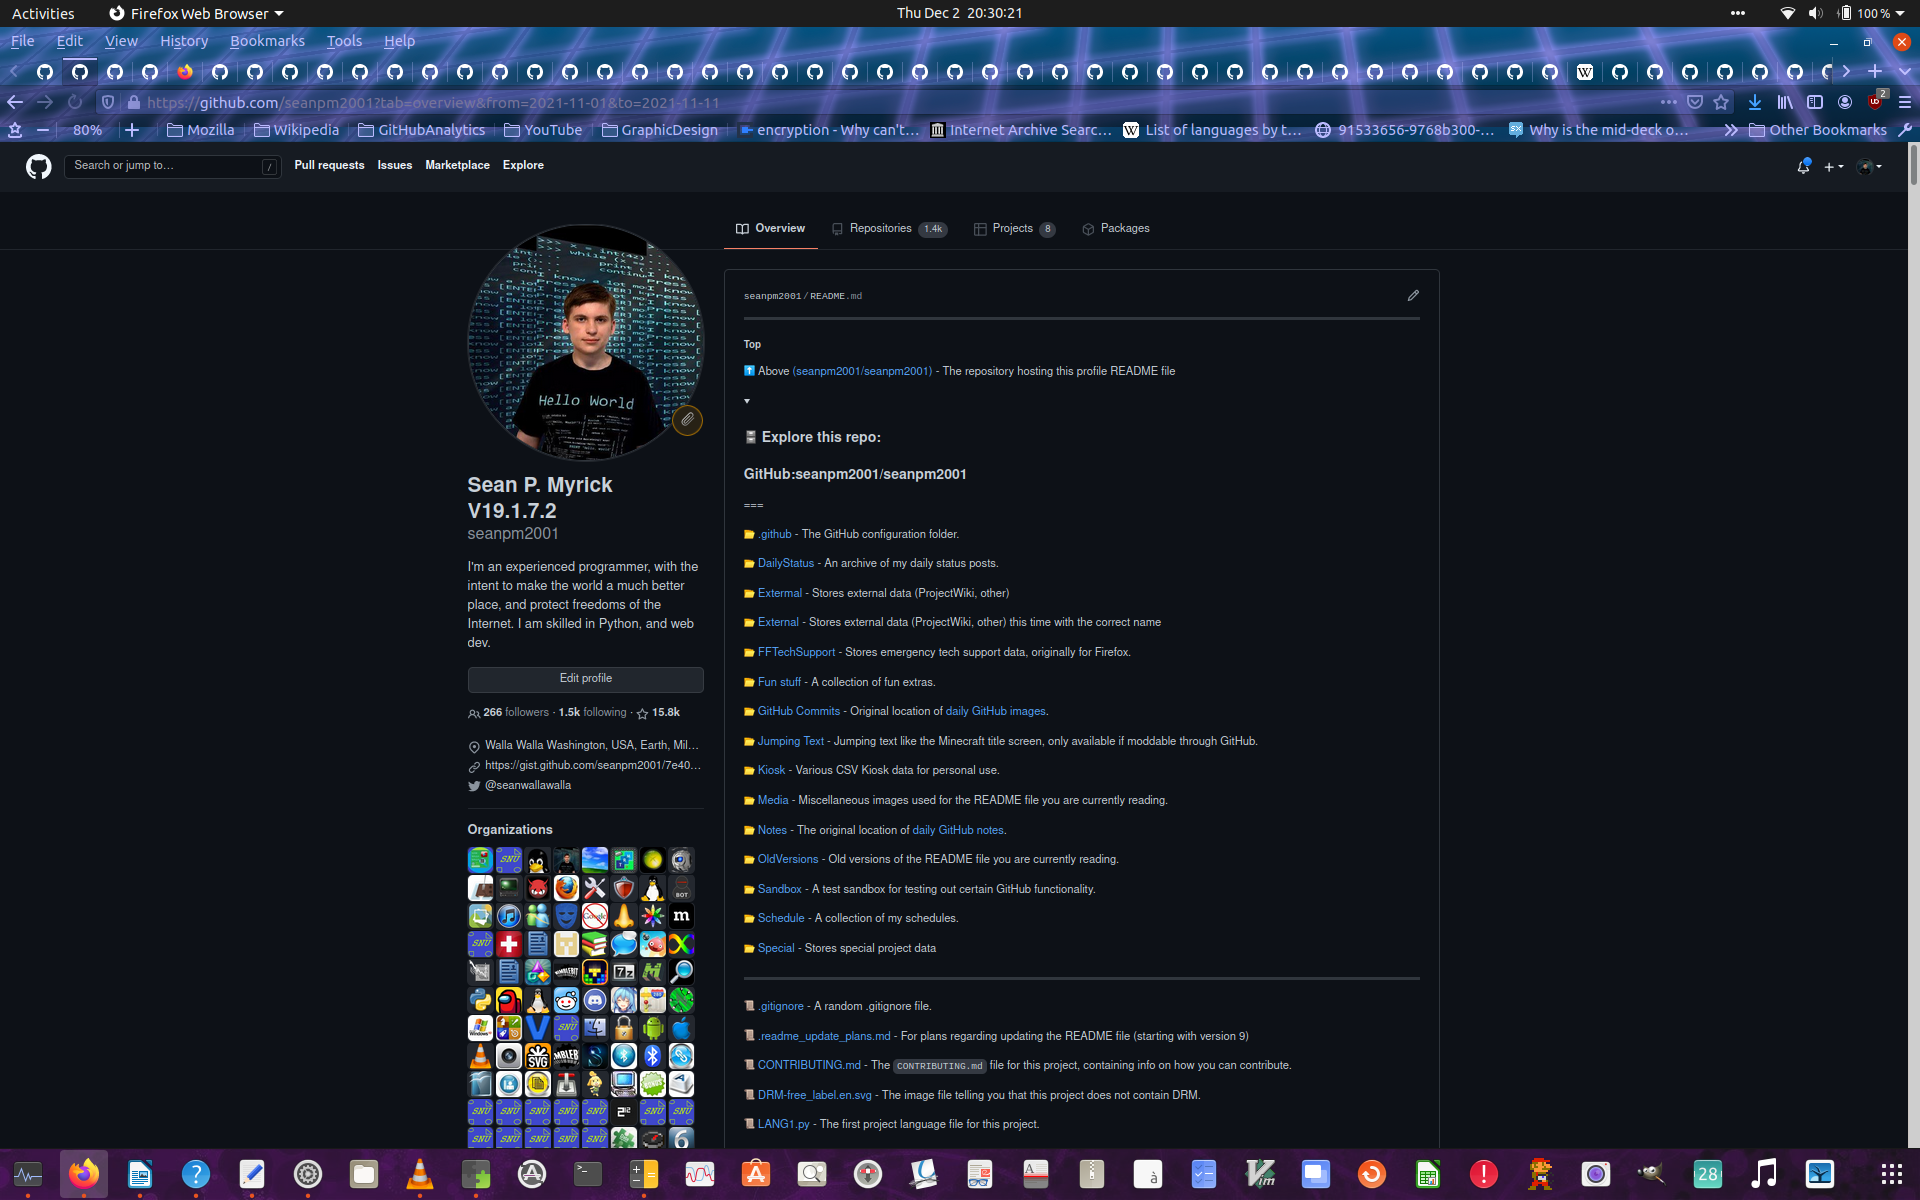 Activities
Firefox Web Browser
Thu Dec 2 20:30:21
100 %
File Edit View History Bookmarks Tools Help
https://github.com/seanpm2001?tab=overview&from=2021-11-01&to=2021-11-11
2
80%
Mozilla
Wikipedia
GitHubAnalytics
YouTube
GraphicDesign
encryption - Why can't…
Internet Archive Searc…
List of languages by t…
91533656-9768b300-…
Why is the mid-deck o…
Other Bookmarks
Search or jump to…
/
Pull requests Issues Marketplace Explore
Overview
Repositories 1.4k
Projects 8
Packages
Hello World
Sean P. Myrick
V19.1.7.2
seanpm2001
I'm an experienced programmer, with the
intent to make the world a much better
place, and protect freedoms of the
Internet. I am skilled in Python, and web
dev.
Edit profile
266 followers · 1.5k following · 15.8k
Walla Walla Washington, USA, Earth, Mil…
https://gist.github.com/seanpm2001/7e40…
@seanwallawalla
Organizations
seanpm2001/README.md
Top
Above (seanpm2001/seanpm2001) - The repository hosting this profile README file
Explore this repo:
GitHub:seanpm2001/seanpm2001
===
.github - The GitHub configuration folder.
DailyStatus - An archive of my daily status posts.
Extermal - Stores external data (ProjectWiki, other)
External - Stores external data (ProjectWiki, other) this time with the correct name
FFTechSupport - Stores emergency tech support data, originally for Firefox.
Fun stuff - A collection of fun extras.
GitHub Commits - Original location of daily GitHub images.
Jumping Text - Jumping text like the Minecraft title screen, only available if moddable through GitHub.
Kiosk - Various CSV Kiosk data for personal use.
Media - Miscellaneous images used for the README file you are currently reading.
Notes - The original location of daily GitHub notes.
OldVersions - Old versions of the README file you are currently reading.
Sandbox - A test sandbox for testing out certain GitHub functionality.
Schedule - A collection of my schedules.
Special - Stores special project data
.gitignore - A random .gitignore file.
.readme_update_plans.md - For plans regarding updating the README file (starting with version 9)
CONTRIBUTING.md - The CONTRIBUTING.md file for this project, containing info on how you can contribute.
DRM-free_label.en.svg - The image file telling you that this project does not contain DRM.
LANG1.py - The first project language file for this project.
28